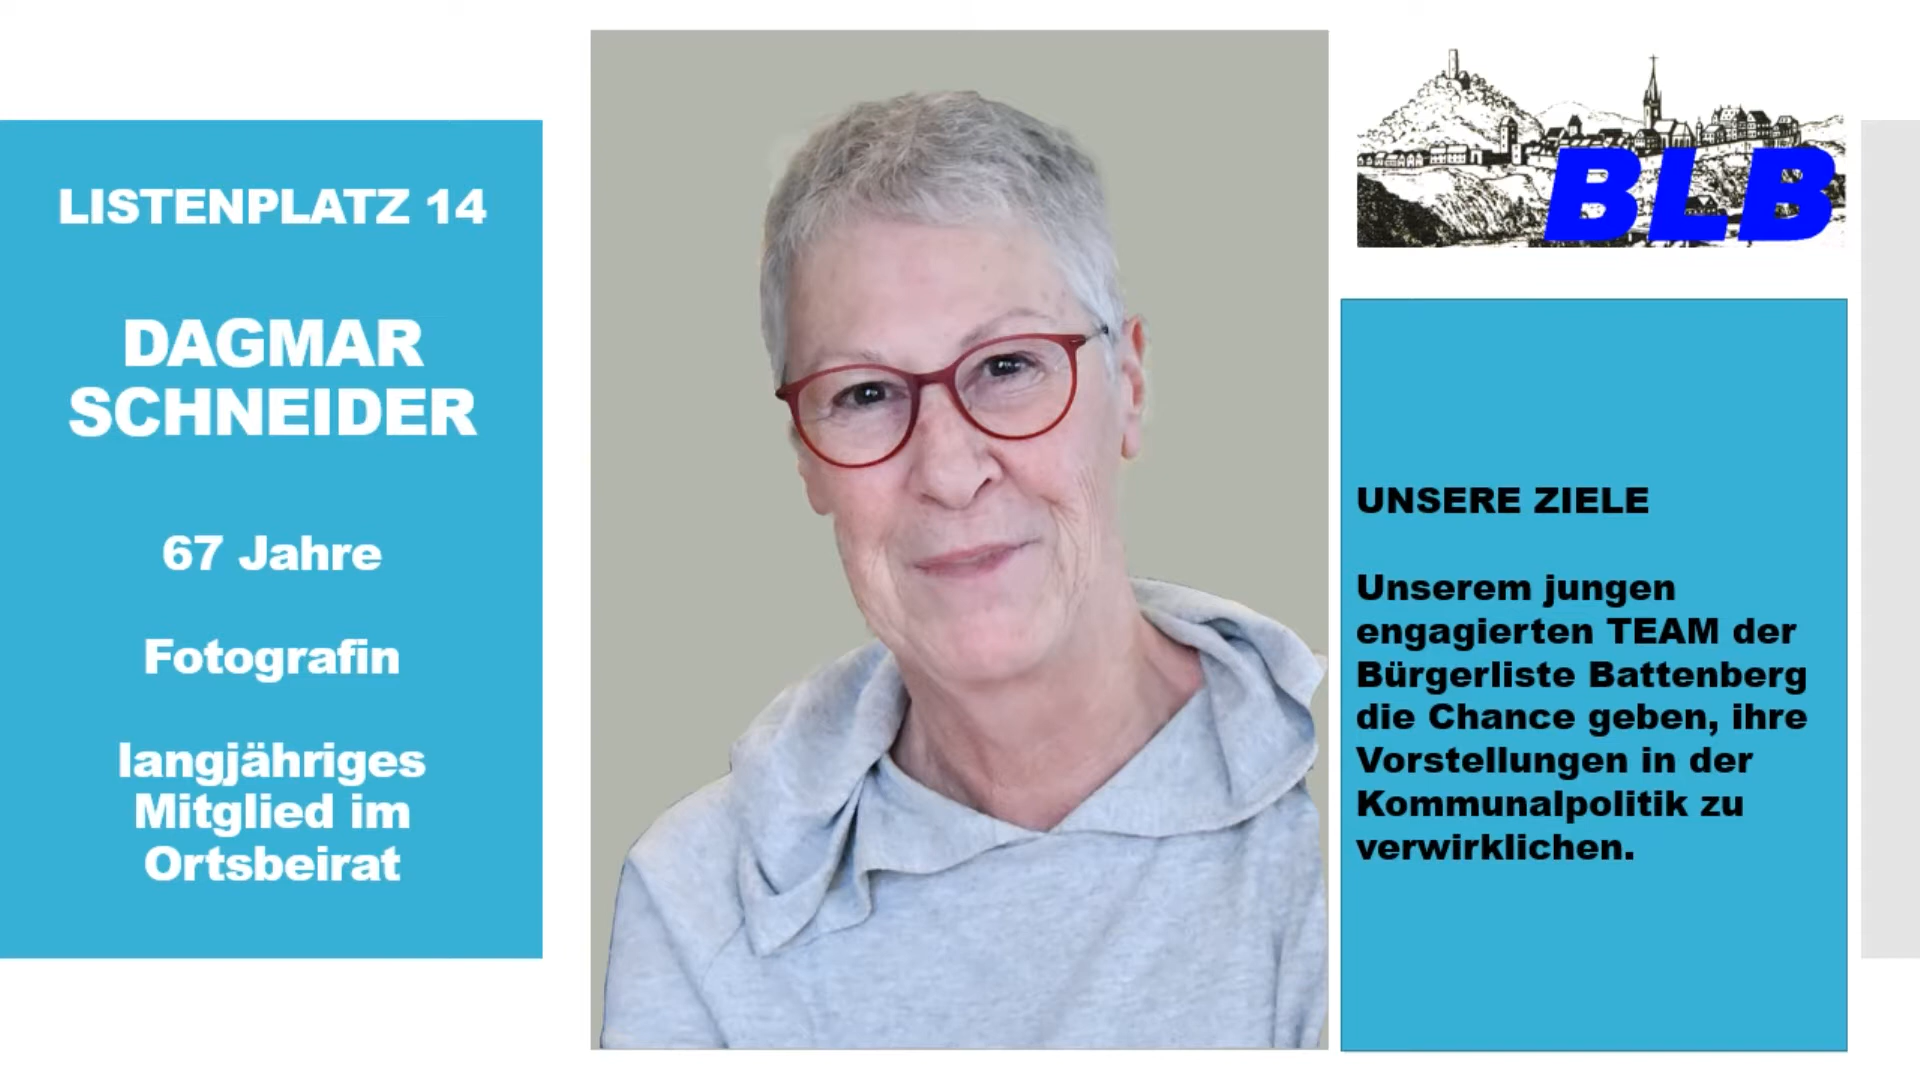 LISTENPLATZ 14
DAGMAR
SCHNEIDER
67 Jahre
Fotografin
langjähriges
Mitglied im
Ortsbeirat
BLB
UNSERE ZIELE
Unserem jungen
engagierten TEAM der
Bürgerliste Battenberg
die Chance geben, ihre
Vorstellungen in der
Kommunalpolitik zu
verwirklichen.